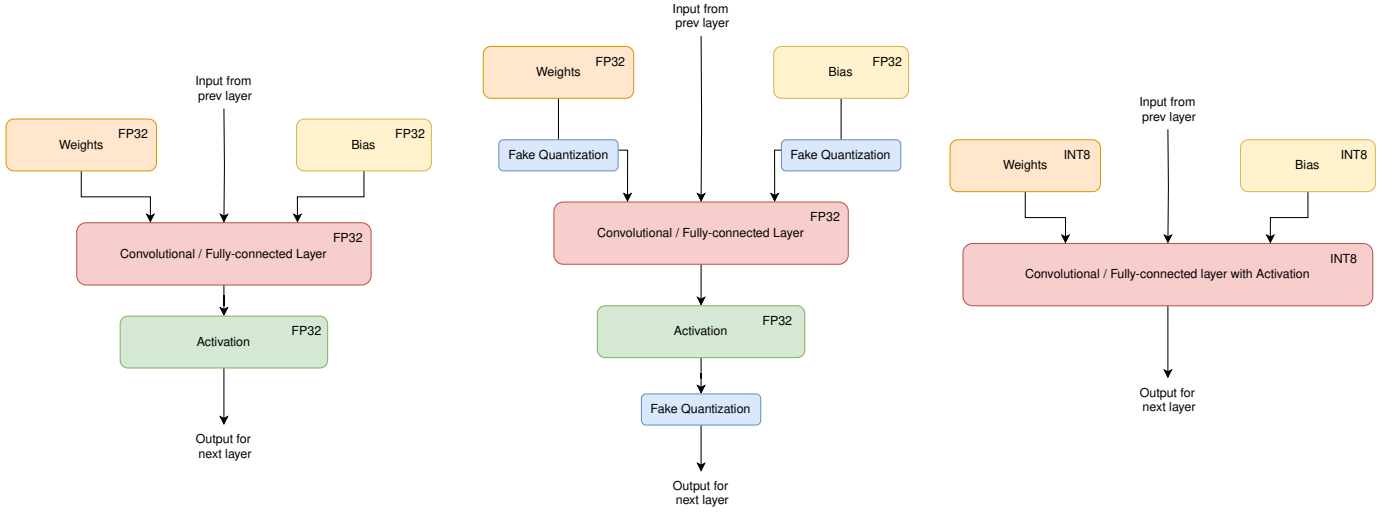 Input from
prev layer
Weights
FP32
Bias
FP32
Convolutional / Fully-connected Layer
FP32
Activation
FP32
Output for
next layer
Input from
prev layer
Weights
FP32
Bias
FP32
Fake Quantization
Fake Quantization
Convolutional / Fully-connected Layer
FP32
Activation
FP32
Fake Quantization
Output for
next layer
Input from
prev layer
Weights
INT8
Bias
INT8
Convolutional / Fully-connected layer with Activation
INT8
Output for
next layer